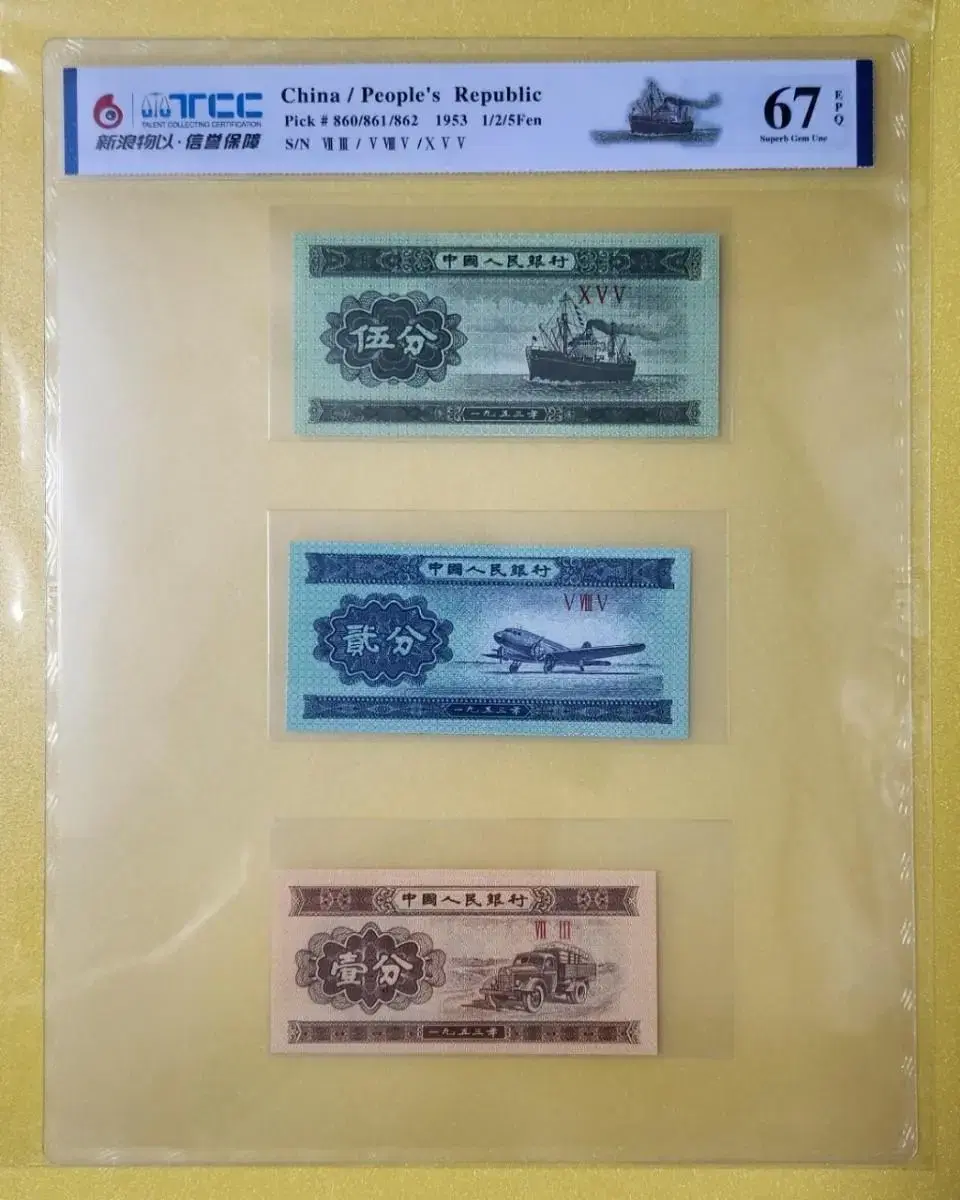 TCC
TALENT COLLECTING CERTIFICATION
新浪物以·信誉保障
China / People's Republic
Pick # 860/861/862 1953 1/2/5Fen
S/N Ⅶ Ⅲ / Ⅴ Ⅷ Ⅴ / Ⅹ Ⅴ Ⅴ
67
EPQ
Superb Gem Unc
中國人民銀行
Ⅹ Ⅴ Ⅴ
伍分
一九五三年
中國人民銀行
Ⅴ Ⅷ Ⅴ
貳分
一九五三年
中國人民銀行
Ⅶ Ⅲ
壹分
一九五三年